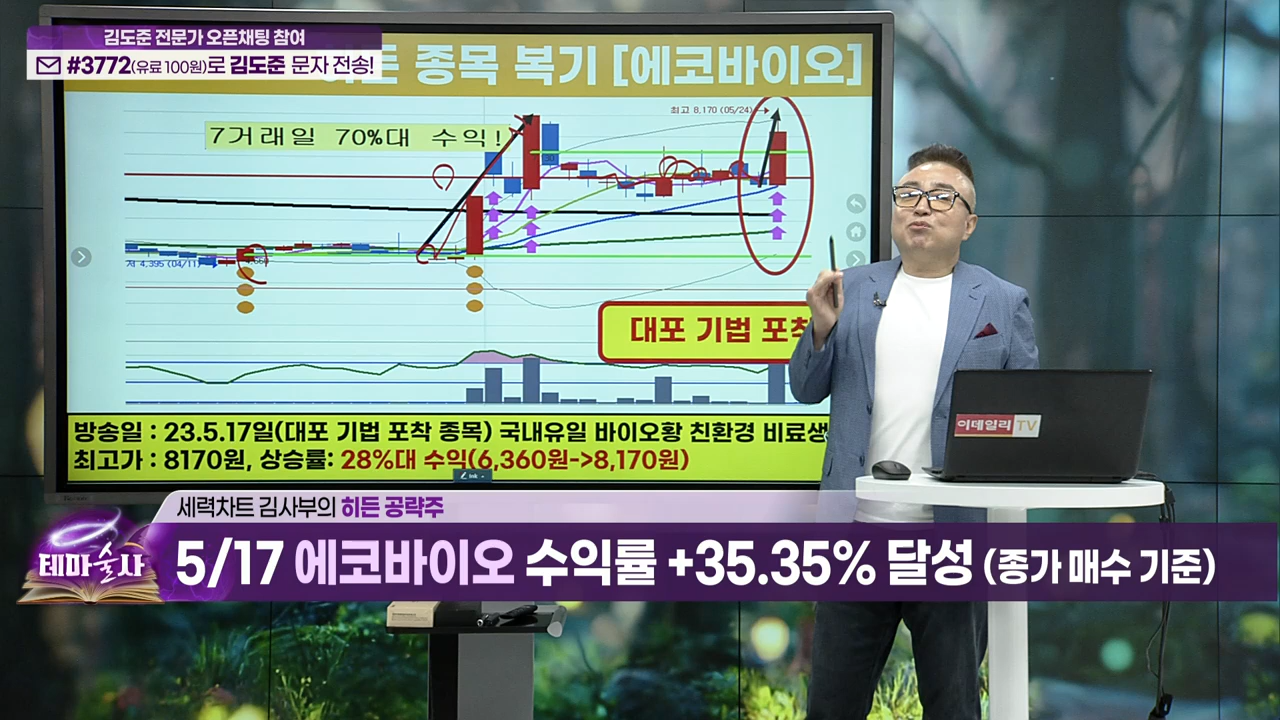 김도준 전문가 오픈채팅 참여
#3772(유료 100원)로 김도준 문자 전송!
종목 복기 [에코바이오]
최고 8,170 (05/24)
7거래일 70%대 수익!
저 4,395 (04/11)
대포 기법 포착
방송일 : 23.5.17일(대포 기법 포착 종목) 국내유일 바이오황 친환경 비료생
최고가 : 8170원, 상승률: 28%대 수익(6,360원->8,170원)
이데일리 TV
세력차트 김사부의 히든 공략주
테마술사
5/17 에코바이오 수익률 +35.35% 달성 (종가 매수 기준)